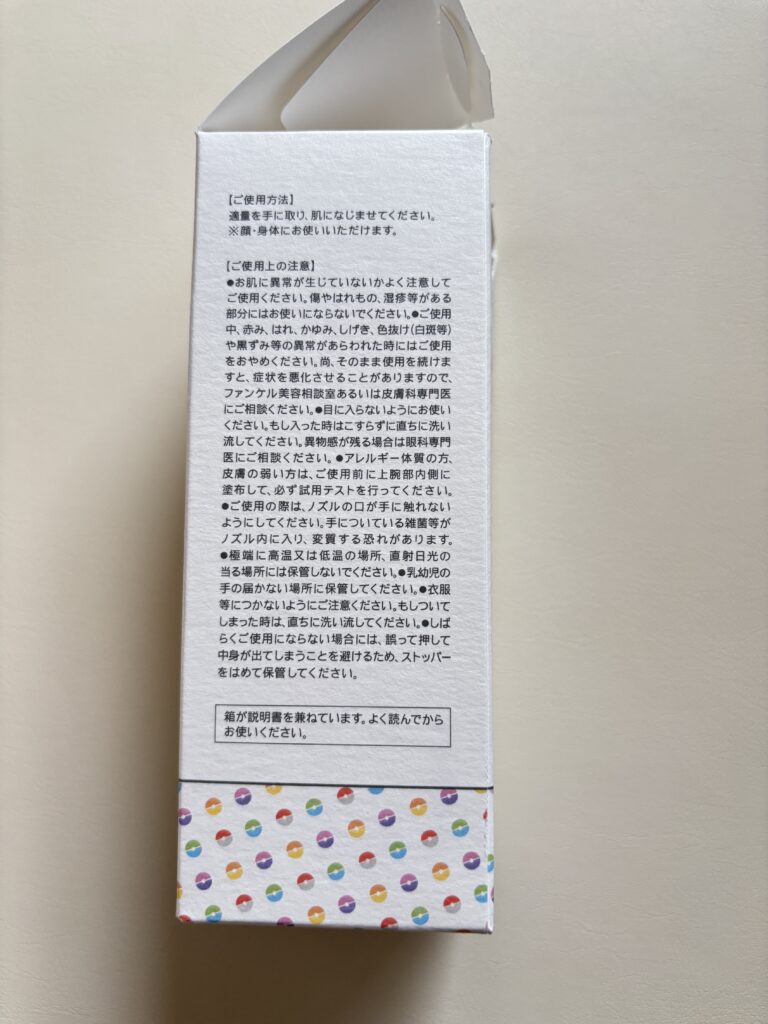 【ご使用方法】
適量を手に取り、肌になじませてください。
※顔・身体にお使いいただけます。
【ご使用上の注意】
●お肌に異常が生じていないかよく注意して
ご使用ください。傷やはれもの、湿疹等がある
部分にはお使いにならないでください。●ご使用
中、赤み、はれ、かゆみ、しげき、色抜け(白斑等)
や黒ずみ等の異常があらわれた時にはご使用
をおやめください。尚、そのまま使用を続けま
すと、症状を悪化させることがありますので、
ファンケル美容相談室あるいは皮膚科専門医
にご相談ください。●目に入らないようにお使い
ください。もし入った時はこすらずに直ちに洗い
流してください。異物感が残る場合は眼科専門
医にご相談ください。●アレルギー体質の方、
皮膚の弱い方は、ご使用前に上腕部内側に
塗布して、必ず試用テストを行ってください。
●ご使用の際は、ノズルの口が手に触れない
ようにしてください。手についている雑菌等が
ノズル内に入り、変質する恐れがあります。
●極端に高温又は低温の場所、直射日光の
当る場所には保管しないでください。●乳幼児の
手の届かない場所に保管してください。●衣服
等につかないようにご注意ください。もしついて
しまった時は、直ちに洗い流してください。●しば
らくご使用にならない場合には、誤って押して
中身が出てしまうことを避けるため、ストッパー
をはめて保管してください。
箱が説明書を兼ねています。よく読んでから
お使いください。